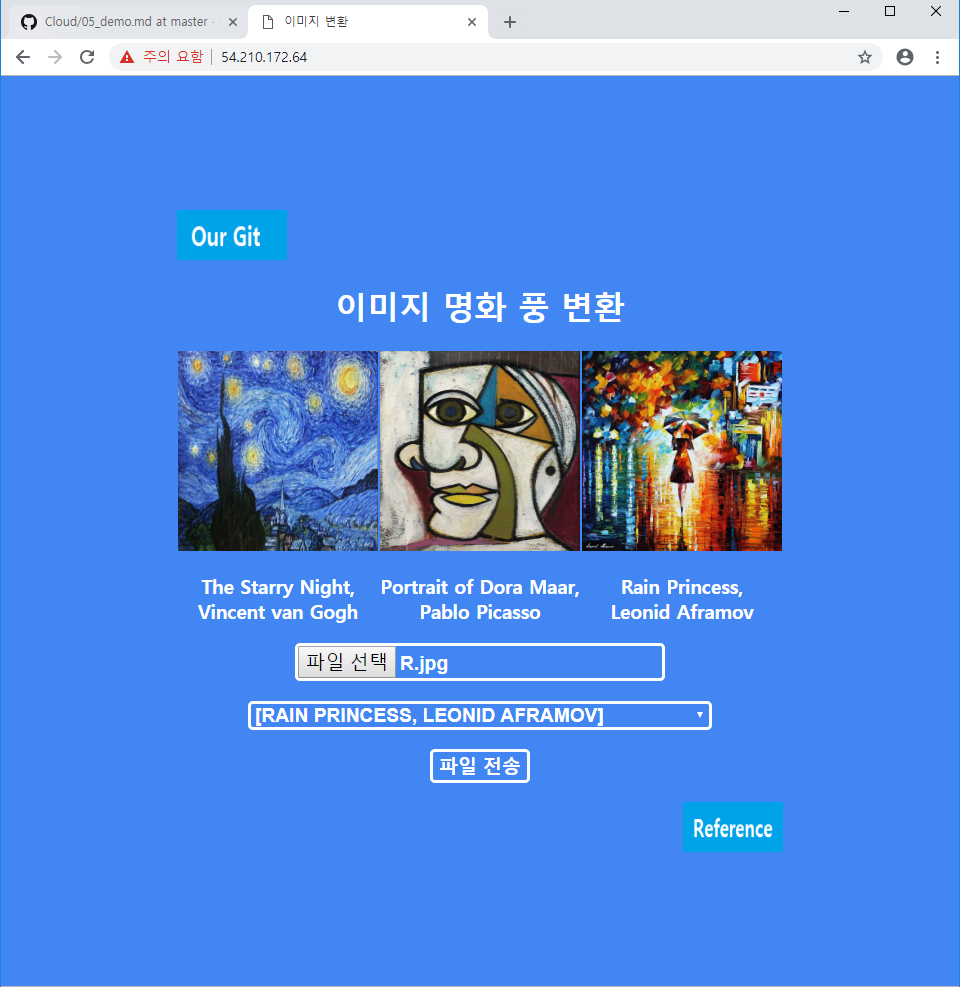 Cloud/05_demo.md at master
이미지 변환
주의 요함
54.210.172.64
Our Git
이미지 명화 풍 변환
The Starry Night,
Vincent van Gogh
Portrait of Dora Maar,
Pablo Picasso
Rain Princess,
Leonid Aframov
파일 선택 R.jpg
[RAIN PRINCESS, LEONID AFRAMOV]
파일 전송
Reference